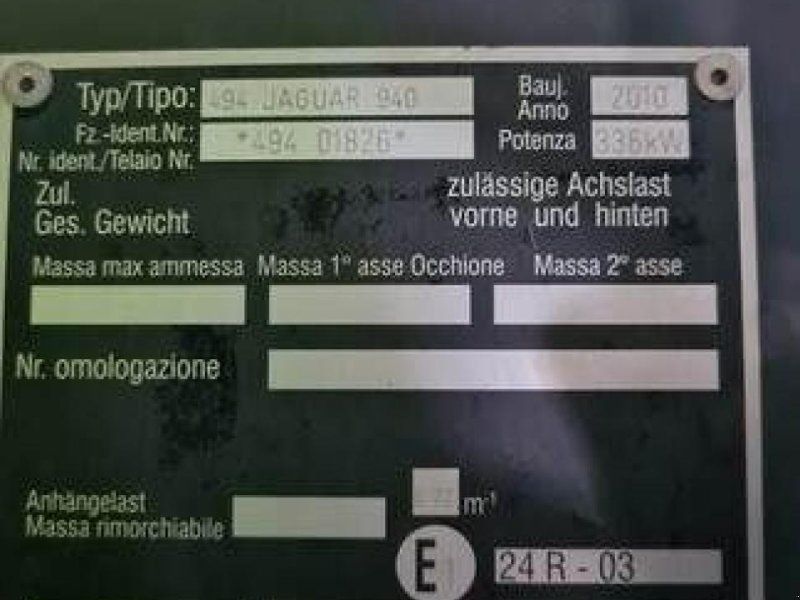 Typ/Tipo: 494 JAGUAR 940 Bauj. Anno 2010
Fz.-Ident.Nr.: *494 01826* Potenza 336kW
Nr. ident./Telaio Nr.
Zul. zulässige Achslast
Ges. Gewicht vorne und hinten
Massa max ammessa Massa 1° asse Occhione Massa 2° asse
Nr. omologazione
Anhängelast m-¹
Massa rimorchiabile
E 24 R - 03